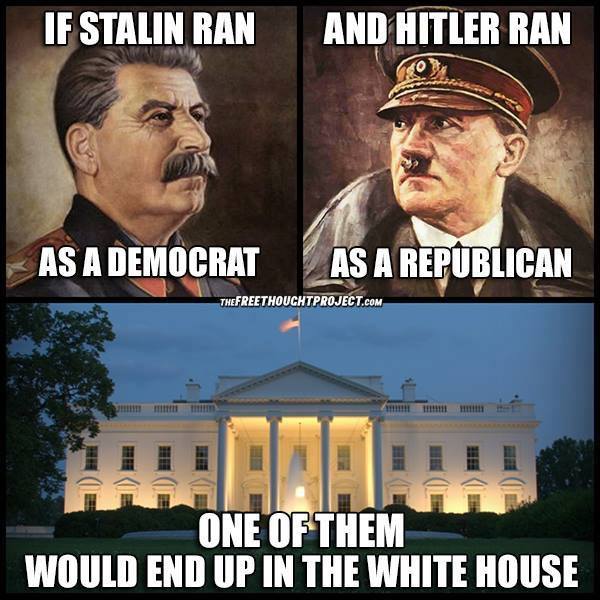 IF STALIN RAN
AND HITLER RAN
AS A DEMOCRAT
AS A REPUBLICAN
THEFREETHOUGHTPROJECT.COM
ONE OF THEM
WOULD END UP IN THE WHITE HOUSE